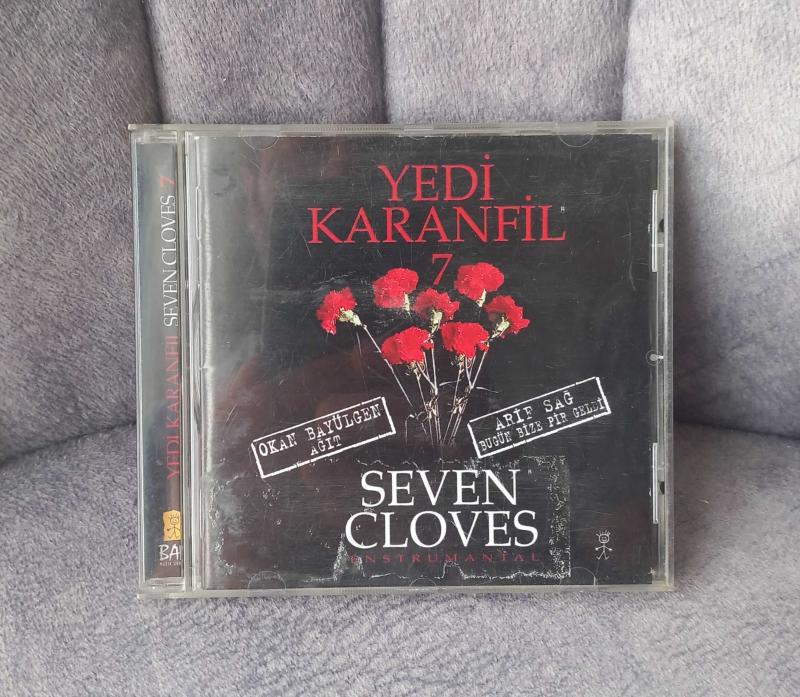 YEDİ KARANFİL SEVEN CLOVES 7
YEDİ
KARANFİL
7
OKAN BAYÜLGEN
AĞIT
ARİF SAĞ
BUGÜN BİZE PİR GELDİ
SEVEN
CLOVES
ENSTRUMANTAL